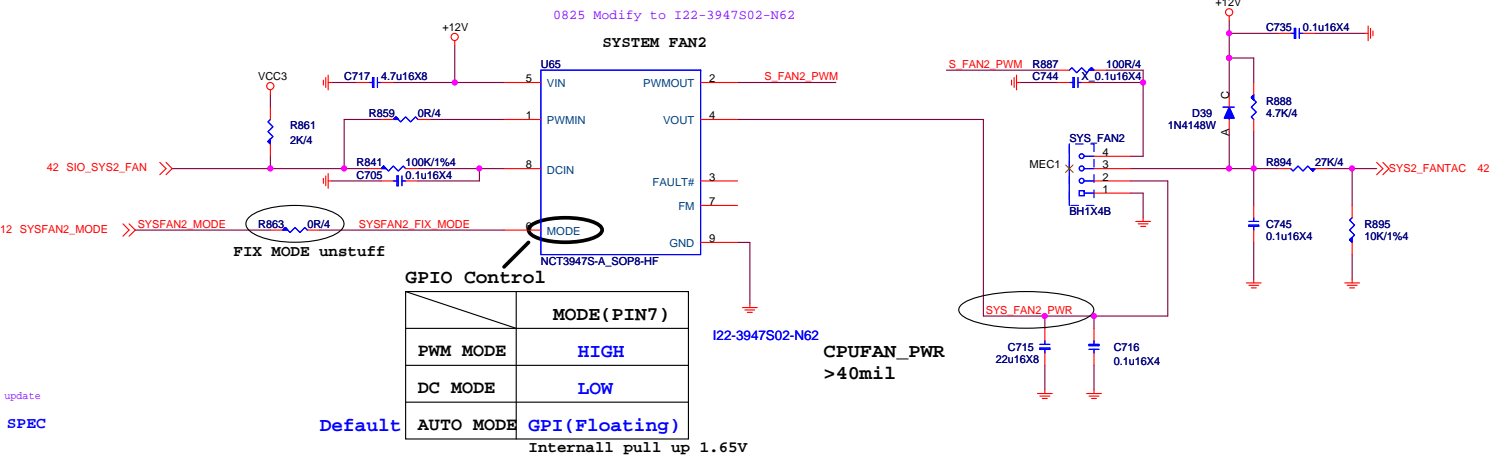 0825 Modify to I22-3947S02-N62
SYSTEM FAN2
+12V
+12V
C735 0.1u16X4
U65
VCC3
C717 4.7u16X8
5 VIN
PWMOUT 2
S_FAN2_PWM
S_FAN2_PWM R887 100R/4
C744 X_0.1u16X4
R861
2K/4
R859 0R/4
1 PWMIN
VOUT 4
D39
1N4148W
C
A
R888
4.7K/4
SYS_FAN2
MEC1
4
3
2
1
BH1X4B
42 SIO_SYS2_FAN
R841 100K/1%4
C705 0.1u16X4
8 DCIN
FAULT# 3
R894 27K/4
SYS2_FANTAC 42
FM 7
12 SYSFAN2_MODE
SYSFAN2_MODE
R863 0R/4
SYSFAN2_FIX_MODE
MODE
GND 9
C745
0.1u16X4
R895
10K/1%4
FIX MODE unstuff
NCT3947S-A_SOP8-HF
GPIO Control
MODE(PIN7)
PWM MODE HIGH
DC MODE LOW
Default AUTO MODE GPI(Floating)
Internall pull up 1.65V
I22-3947S02-N62
SYS_FAN2_PWR
CPUFAN_PWR
>40mil
C715
22u16X8
C716
0.1u16X4
update
SPEC